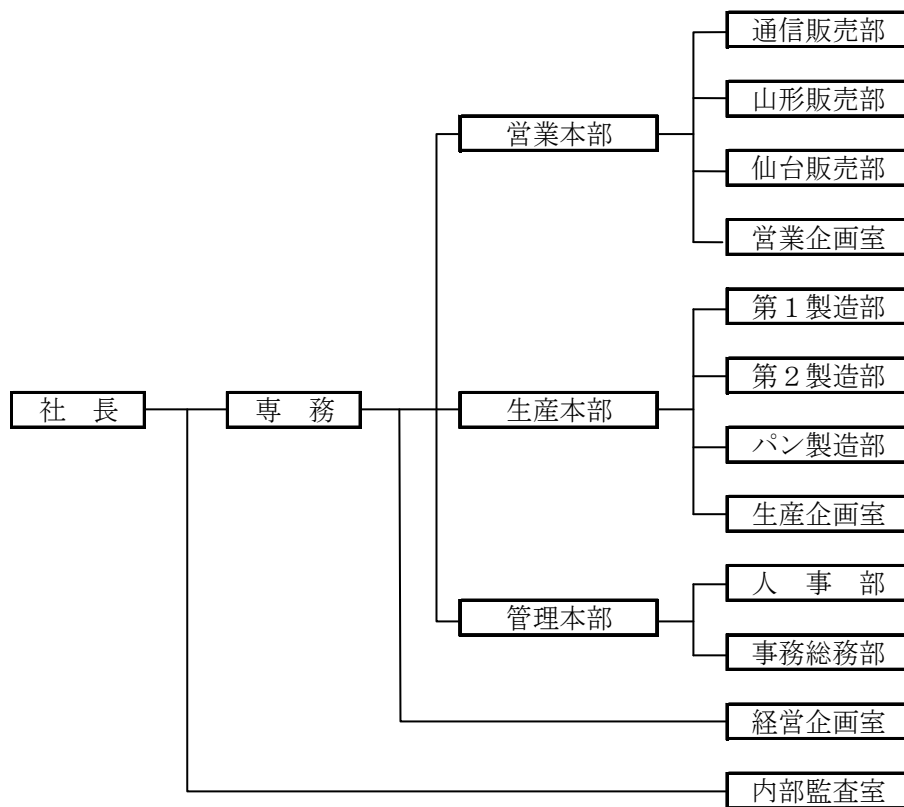 通信販売部
山形販売部
営業本部
仙台販売部
営業企画室
第１製造部
第２製造部
社　長
専　務
生産本部
パン製造部
生産企画室
人　事　部
管理本部
事務総務部
経営企画室
内部監査室